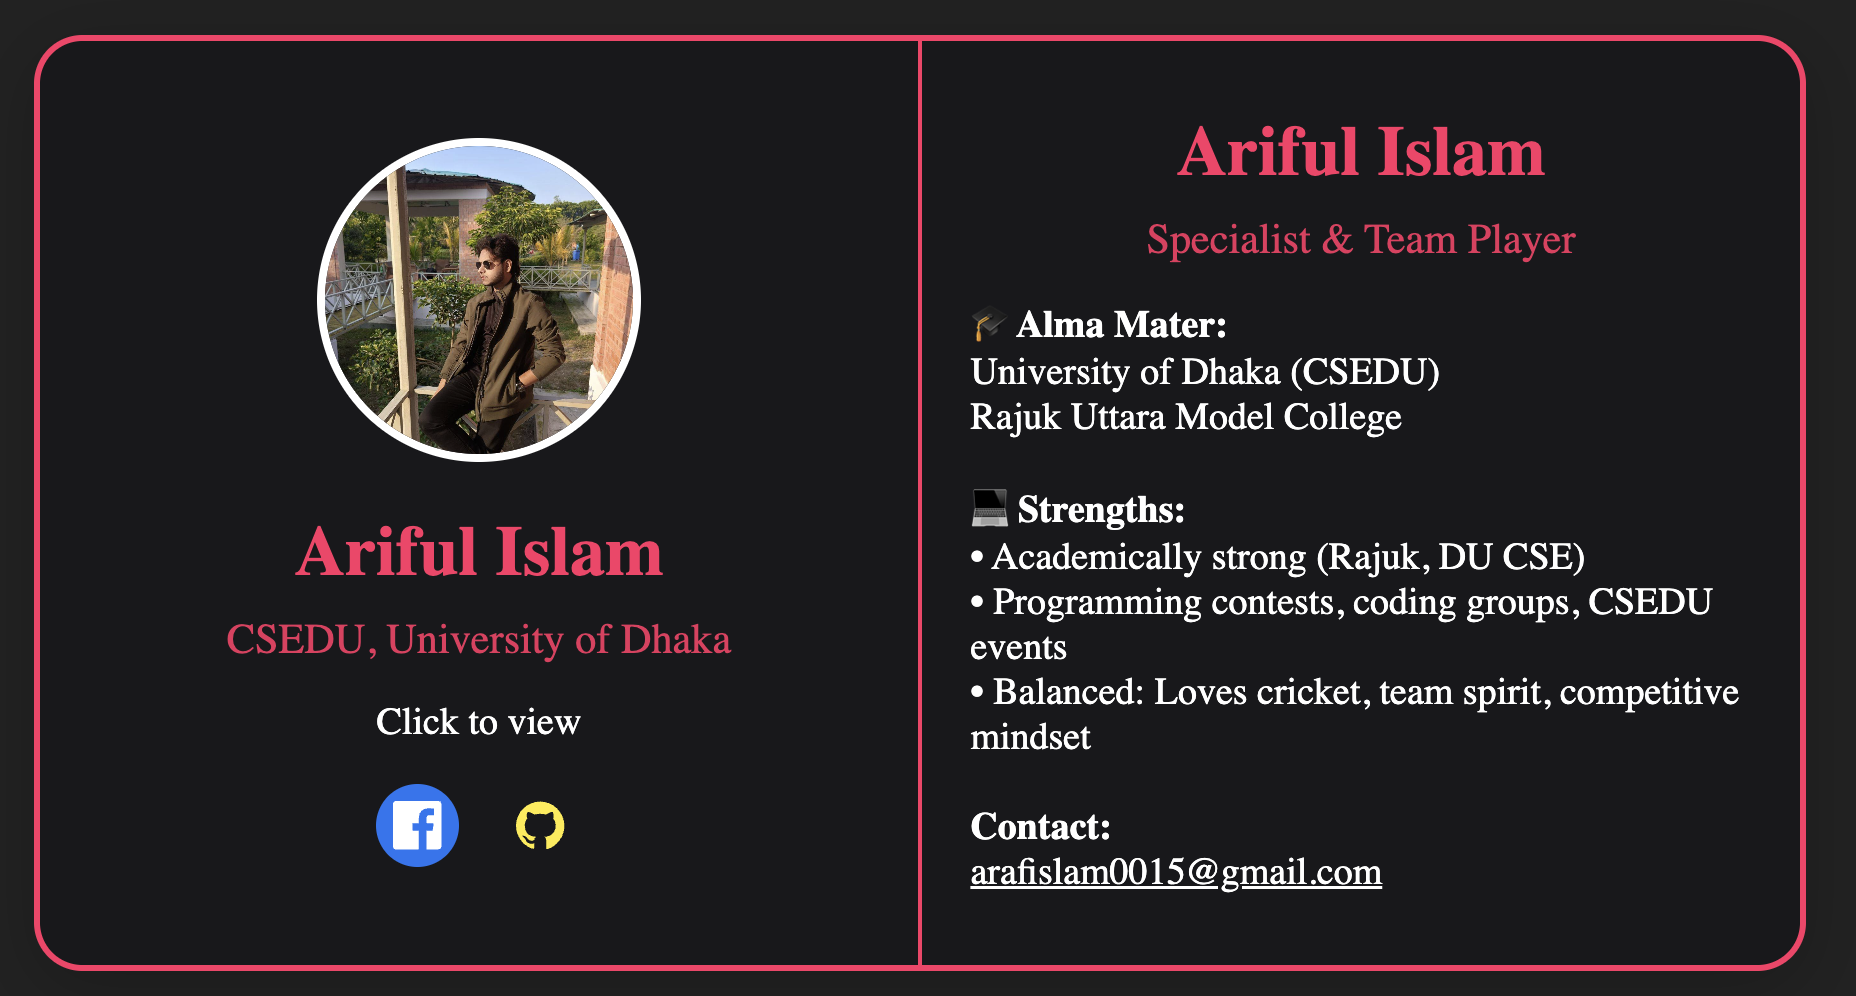 Ariful Islam
CSEDU, University of Dhaka
Click to view
Ariful Islam
Specialist & Team Player
🎓 Alma Mater:
University of Dhaka (CSEDU)
Rajuk Uttara Model College
💻 Strengths:
• Academically strong (Rajuk, DU CSE)
• Programming contests, coding groups, CSEDU
events
• Balanced: Loves cricket, team spirit, competitive
mindset
Contact:
arafislam0015@gmail.com